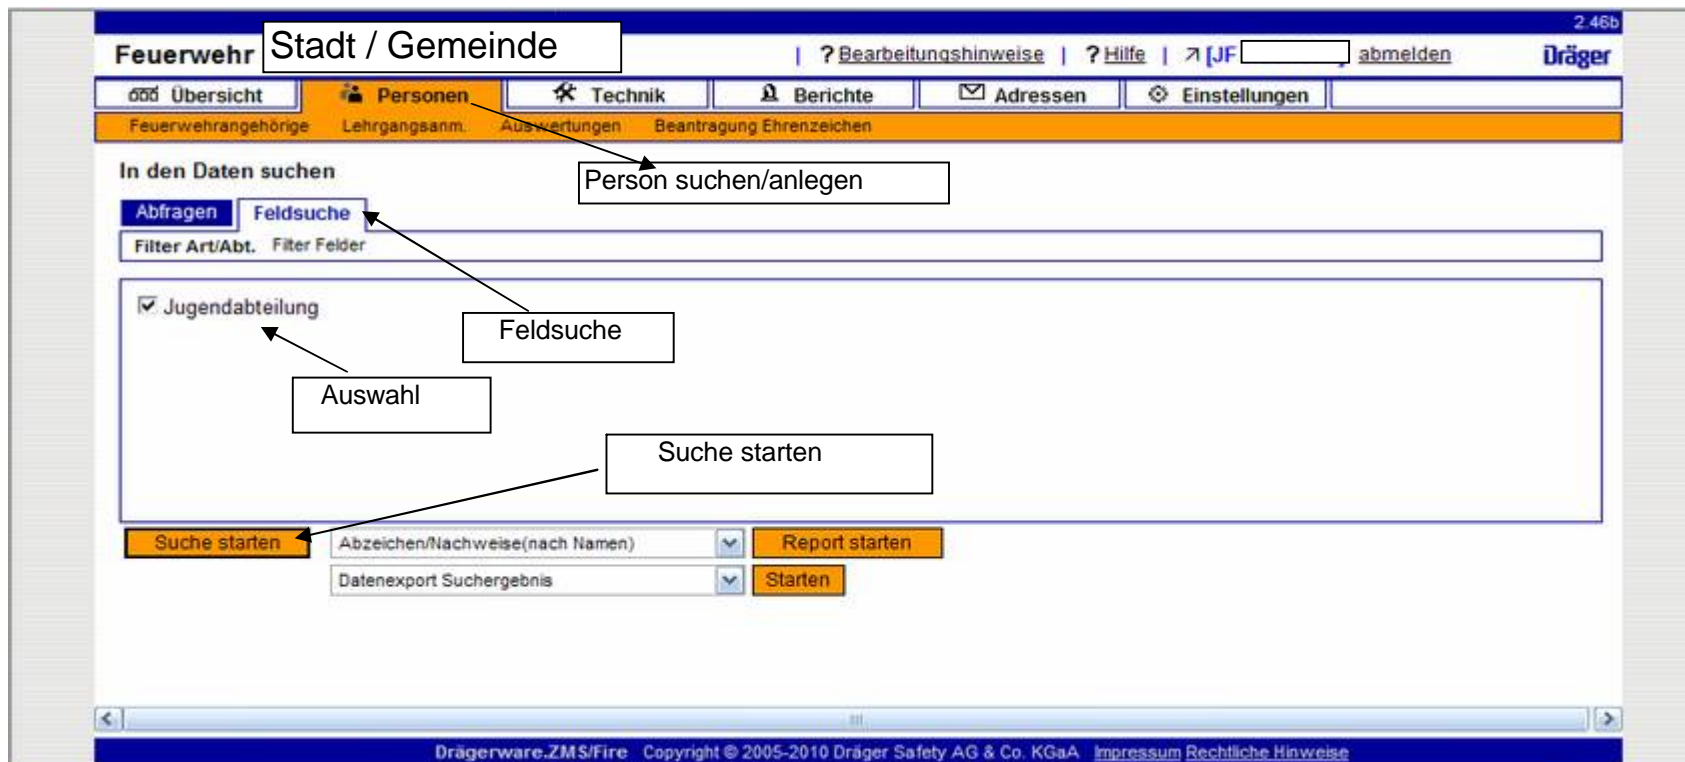 2.46b
Feuerwehr Stadt / Gemeinde | ? Bearbeitungshinweise | ? Hilfe | [JF abmelden Dräger
Übersicht Personen Technik Berichte Adressen Einstellungen
Feuerwehrangehörige Lehrgangsanm. Auswertungen Beantragung Ehrenzeichen
In den Daten suchen
Person suchen/anlegen
Abfragen Feldsuche
Filter Art/Abt. Filter Felder
Jugendabteilung
Feldsuche
Auswahl
Suche starten
Suche starten Abzeichen/Nachweise(nach Namen) Report starten
Datenexport Suchergebnis Starten
Drägerware.ZMS/Fire Copyright © 2005-2010 Dräger Safety AG & Co. KGaA Impressum Rechtliche Hinweise